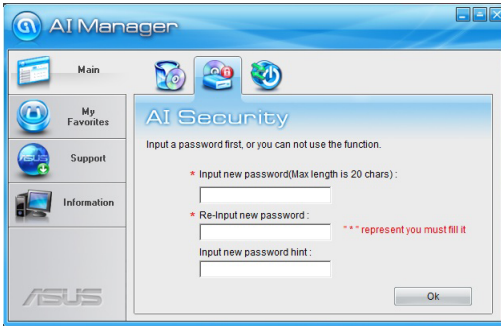 AI Manager
Main
My
Favorites
Support
Information
ASUS
AI Security
Input a password first, or you can not use the function.
* Input new password(Max length is 20 chars) :
* Re-Input new password :
" * " represent you must fill it
Input new password hint :
Ok
/SUS